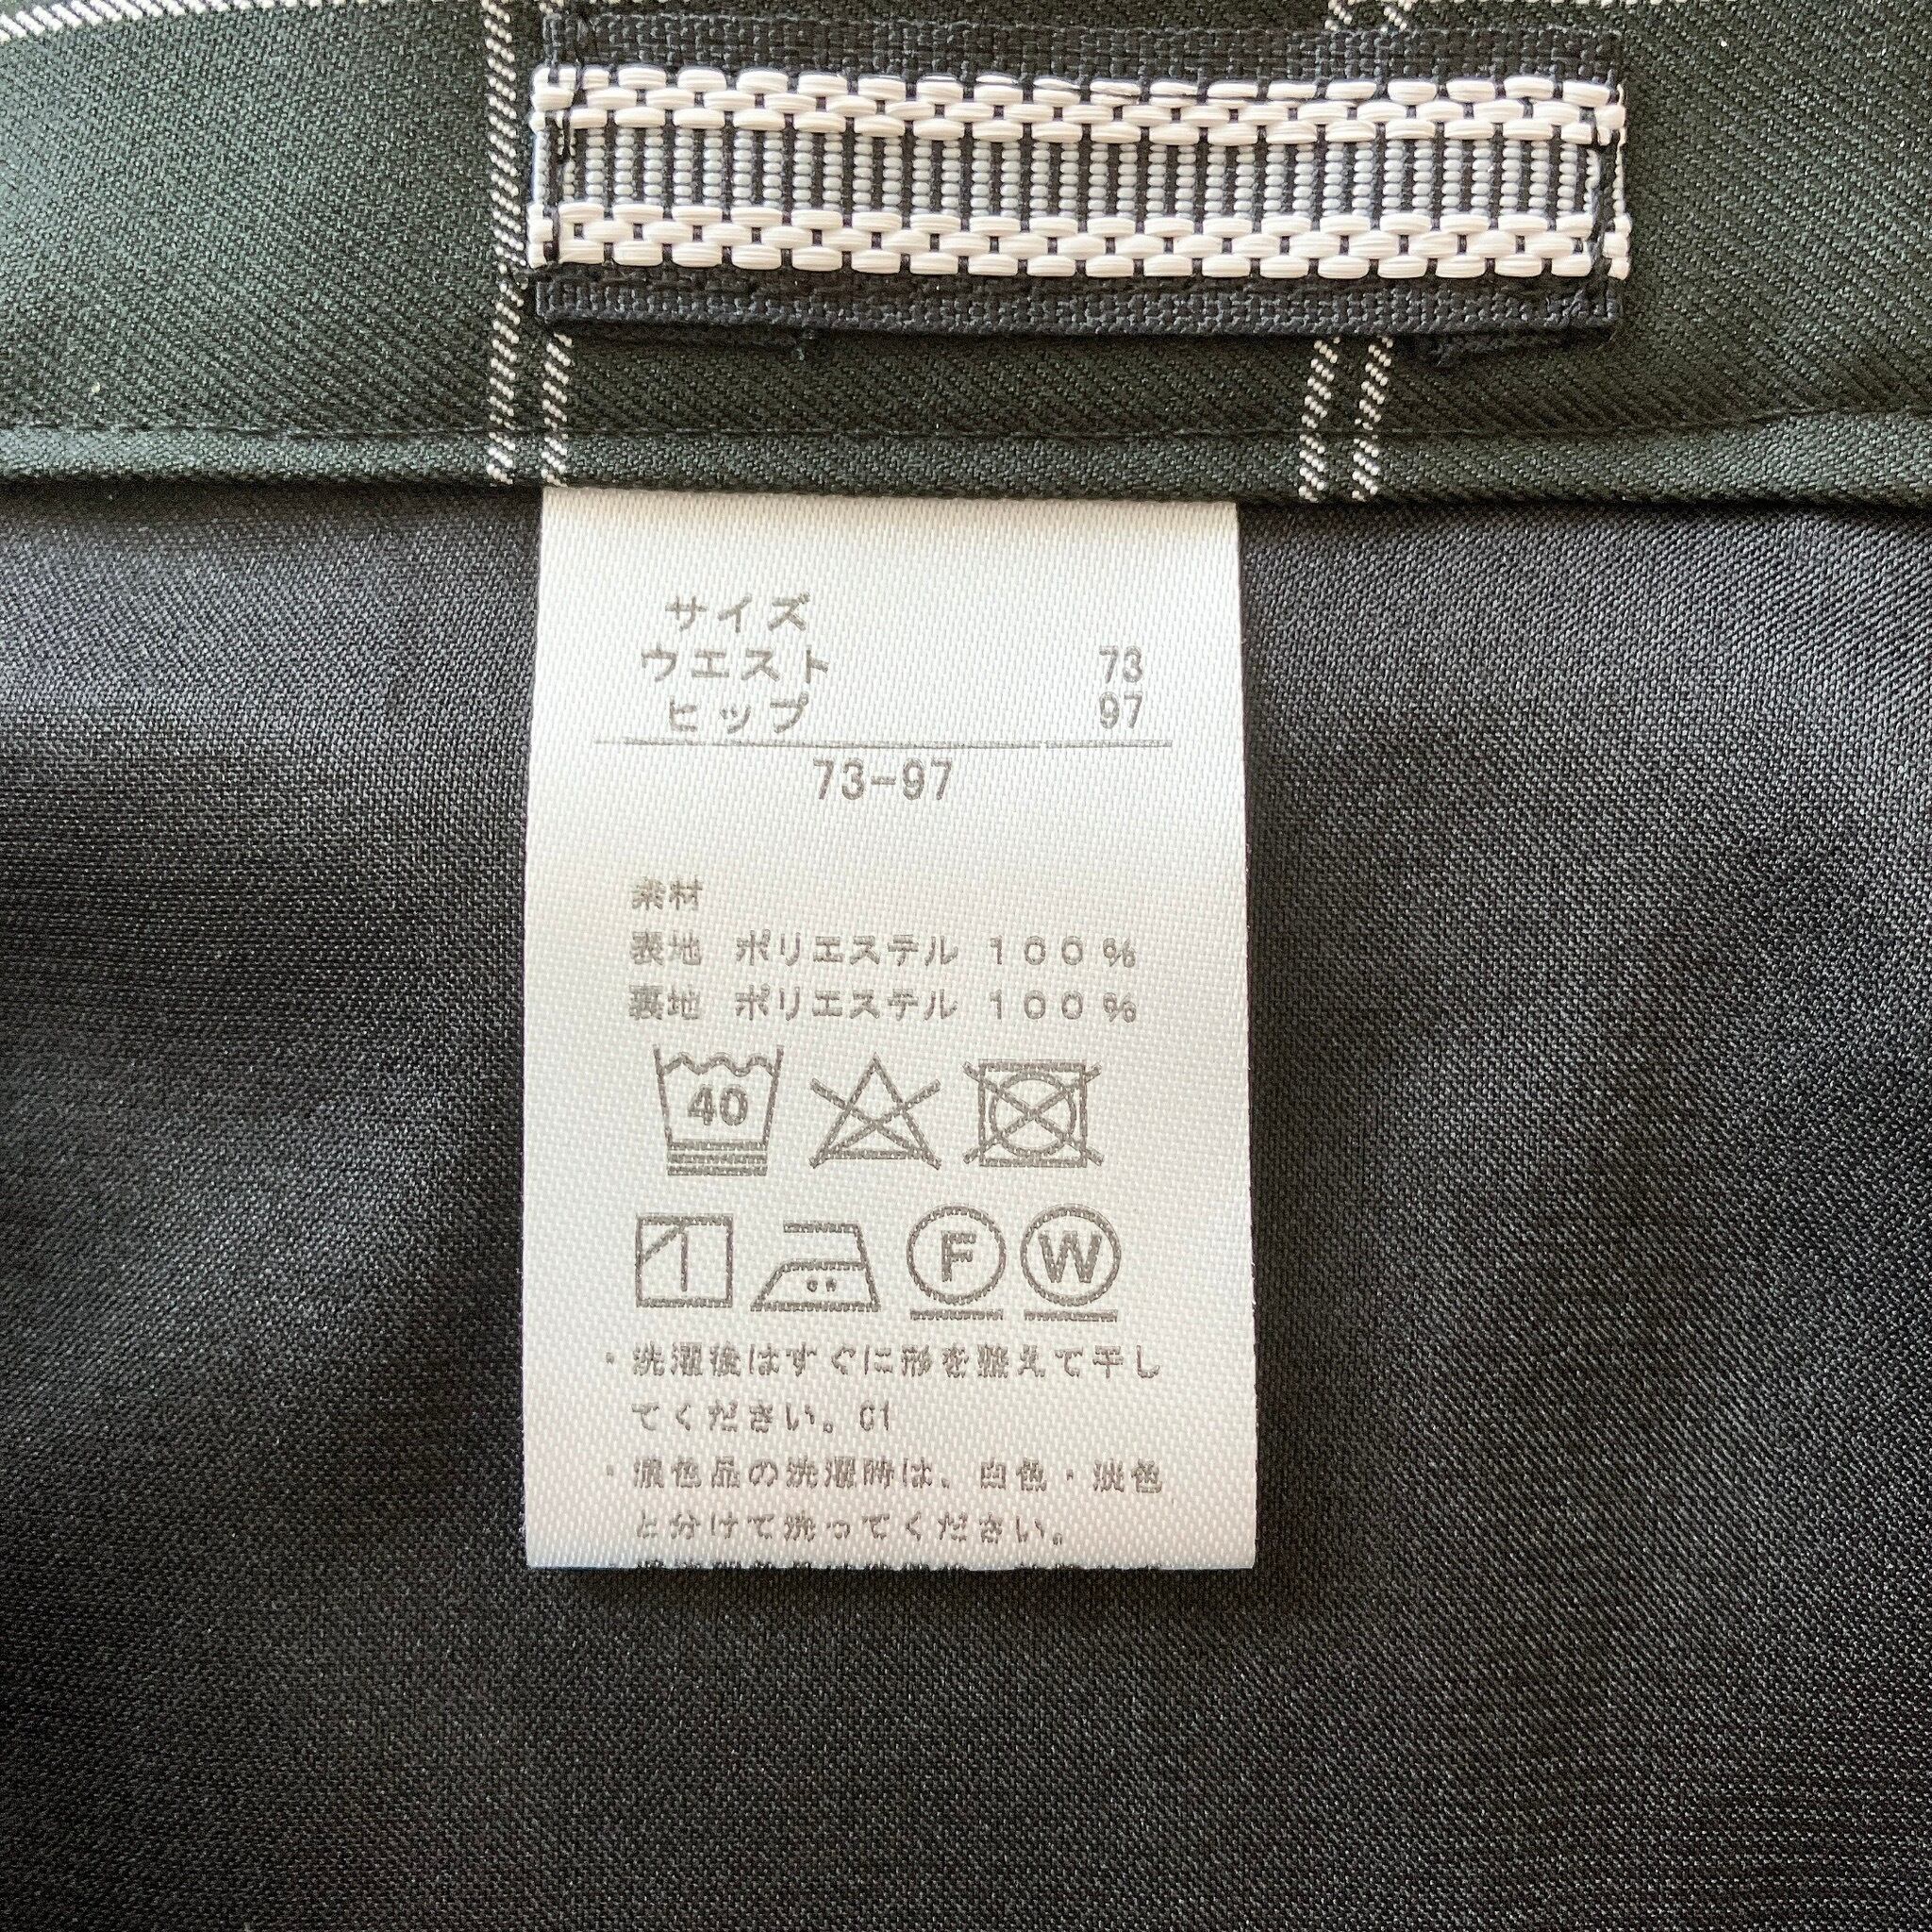 サイズ
ウエスト 73
ヒップ 97
73-97
素材
表地 ポリエステル 100%
裏地 ポリエステル 100%
40
F W
・洗濯後はすぐに形を整えて干し
てください。C1
・濃色品の洗濯時は、白色・淡色
と分けて洗ってください。